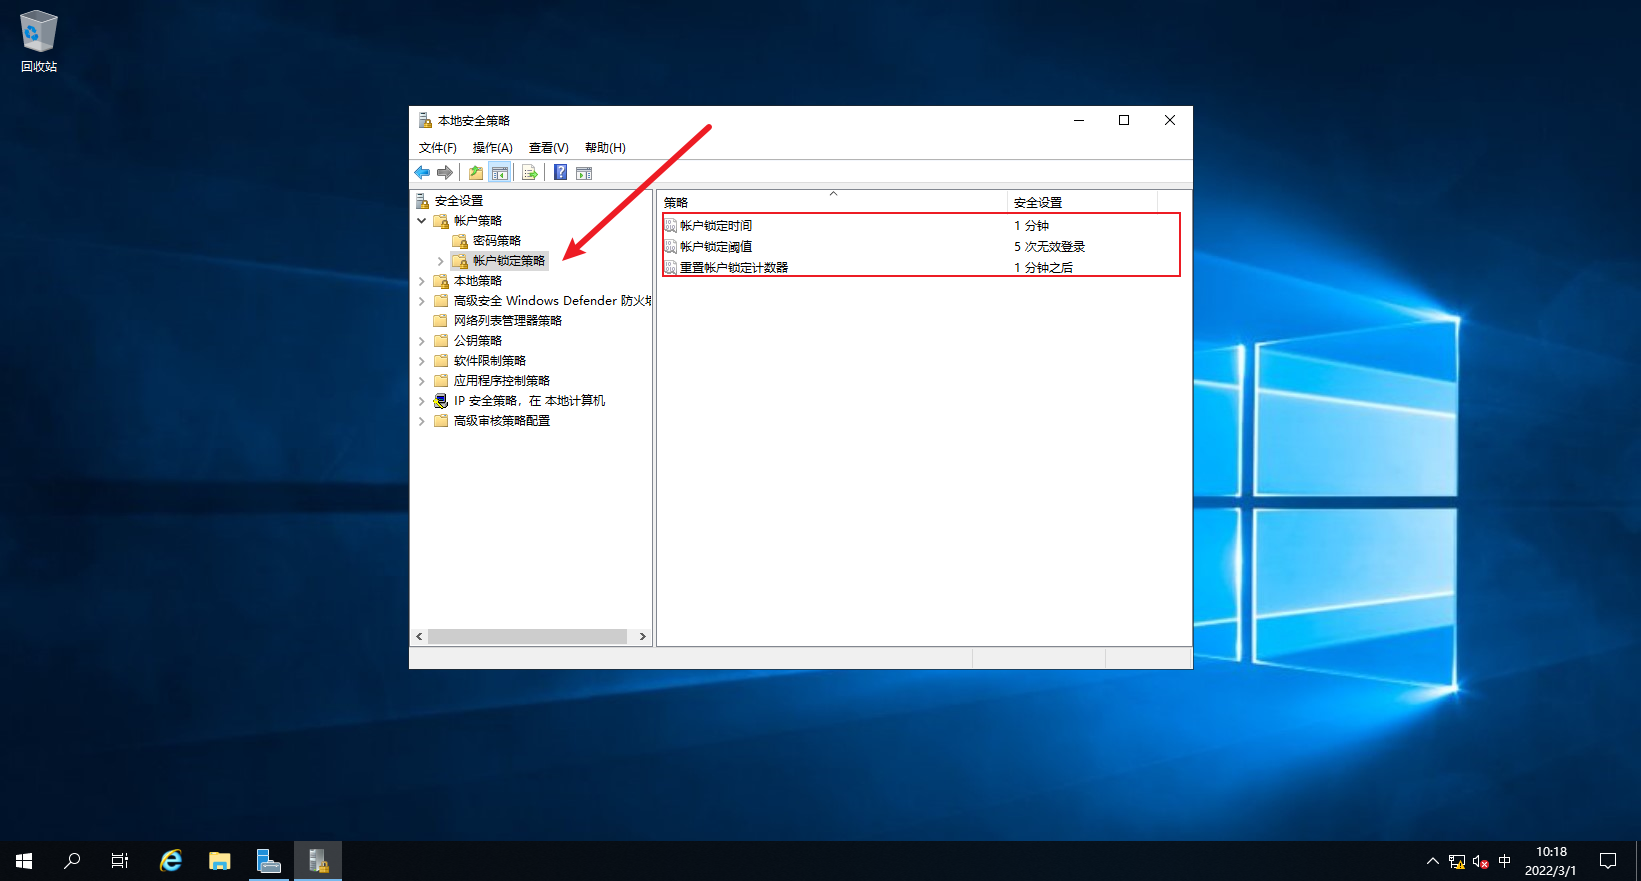 回收站
本地安全策略
文件(F) 操作(A) 查看(V) 帮助(H)
安全设置
帐户策略
密码策略
帐户锁定策略
本地策略
高级安全 Windows Defender 防火
网络列表管理器策略
公钥策略
软件限制策略
应用程序控制策略
IP 安全策略，在 本地计算机
高级审核策略配置
策略 安全设置
帐户锁定时间 1 分钟
帐户锁定阈值 5 次无效登录
重置帐户锁定计数器 1 分钟之后
中
10:18
2022/3/1